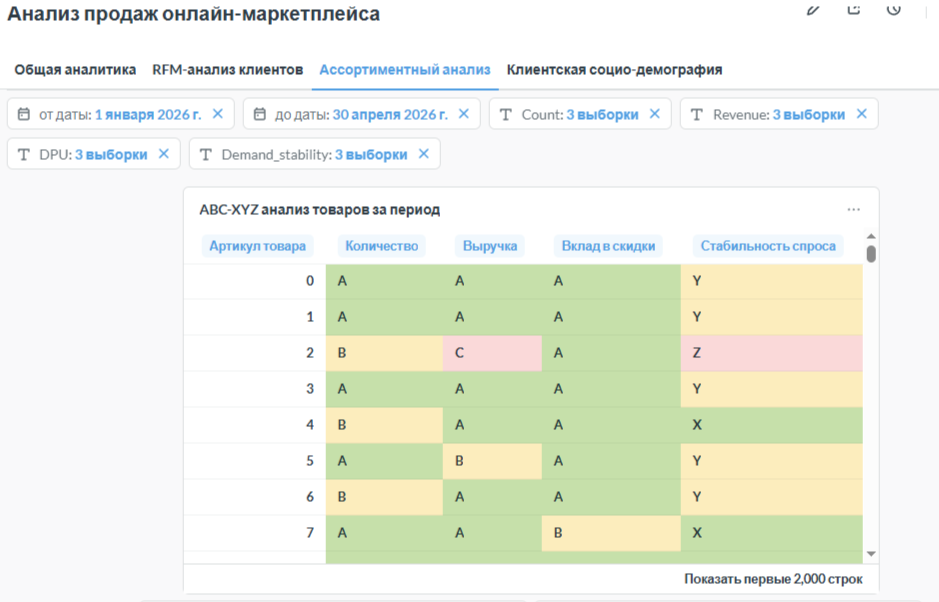 Анализ продаж онлайн-маркетплейса
Общая аналитика RFM-анализ клиентов Ассортиментный анализ Клиентская социо-демография
от даты: 1 января 2026 г. до даты: 30 апреля 2026 г. Count: 3 выборки Revenue: 3 выборки
DPU: 3 выборки Demand_stability: 3 выборки
ABC-XYZ анализ товаров за период
Артикул товара Количество Выручка Вклад в скидки Стабильность спроса
0 A A A Y
1 A A A Y
2 B C A Z
3 A A A Y
4 B A A X
5 A B A Y
6 B A A Y
7 A A B X
Показать первые 2,000 строк